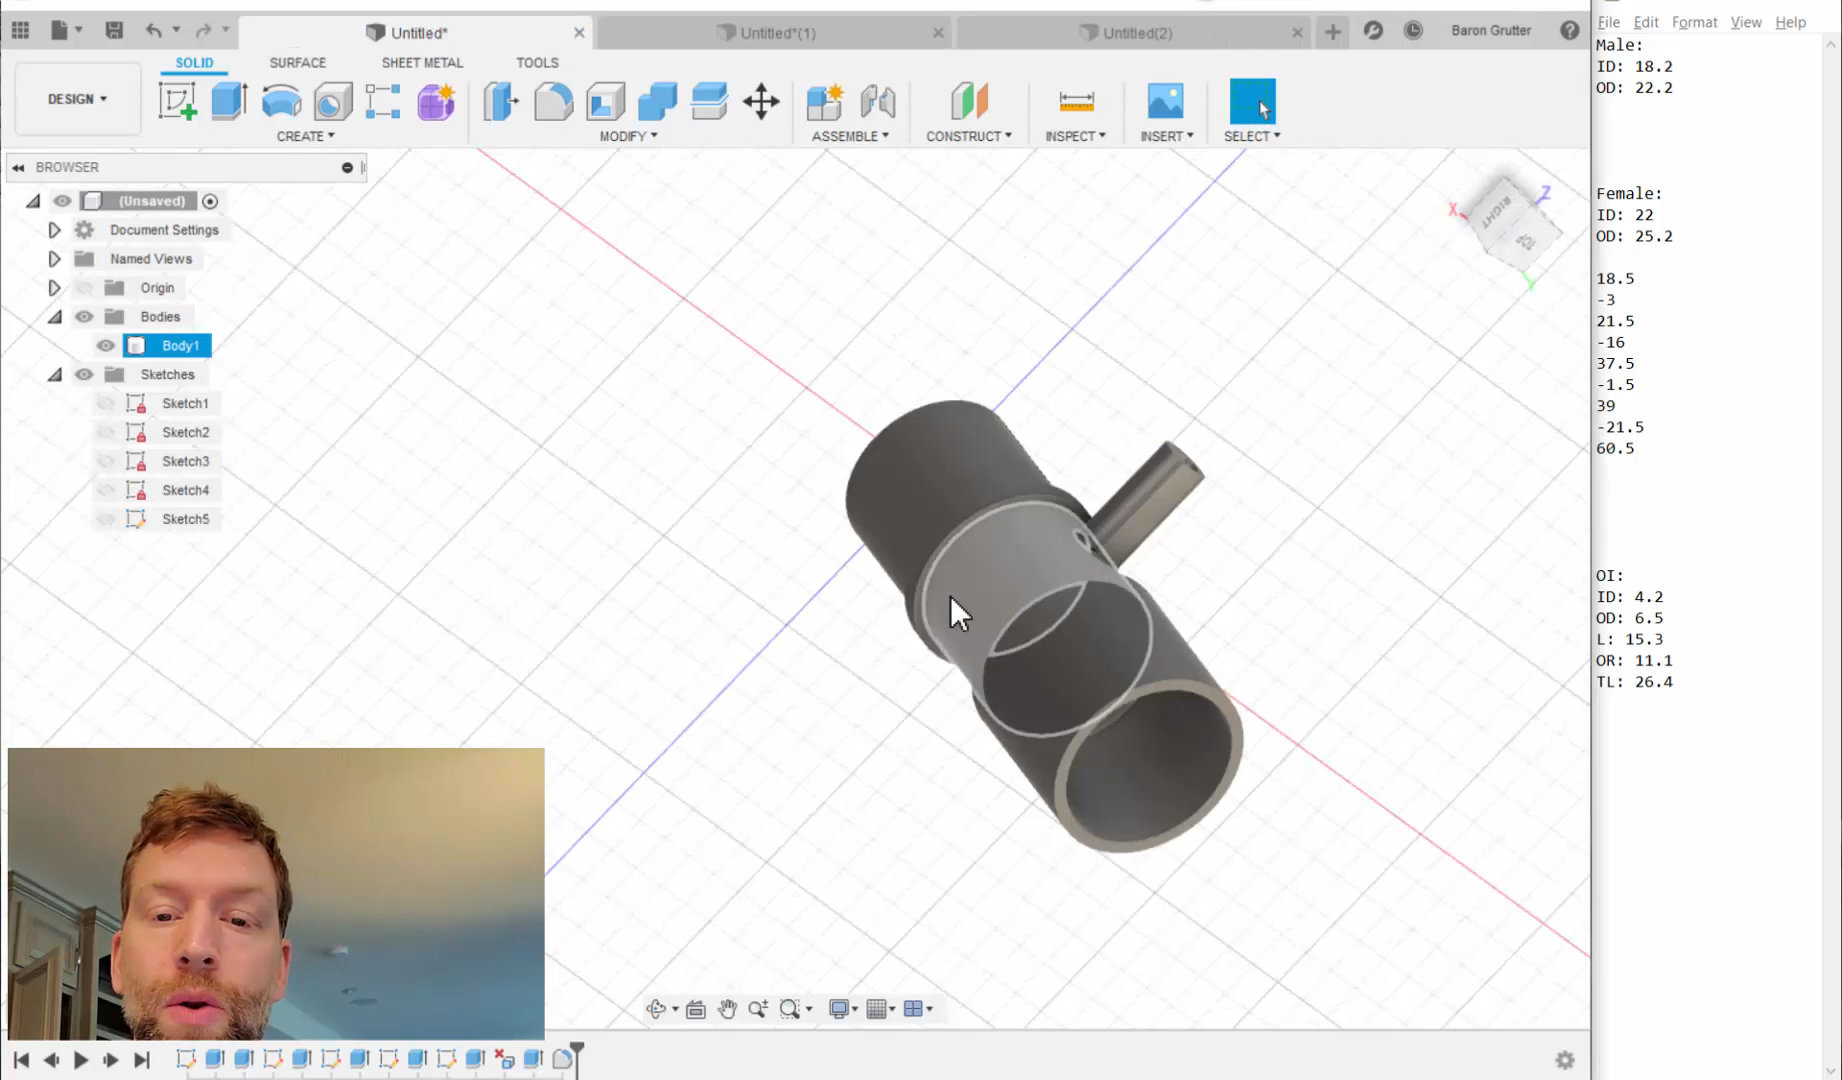 Untitled*
Untitled*(1)
Untitled(2)
Baron Grutter
SOLID
SURFACE
SHEET METAL
TOOLS
DESIGN
CREATE
MODIFY
ASSEMBLE
CONSTRUCT
INSPECT
INSERT
SELECT
BROWSER
(Unsaved)
Document Settings
Named Views
Origin
Bodies
Body1
Sketches
Sketch1
Sketch2
Sketch3
Sketch4
Sketch5
X
Z
Y
RIGHT
TOP
File Edit Format View Help
Male:
ID: 18.2
OD: 22.2
Female:
ID: 22
OD: 25.2
18.5
-3
21.5
-16
37.5
-1.5
39
-21.5
60.5
OI:
ID: 4.2
OD: 6.5
L: 15.3
OR: 11.1
TL: 26.4